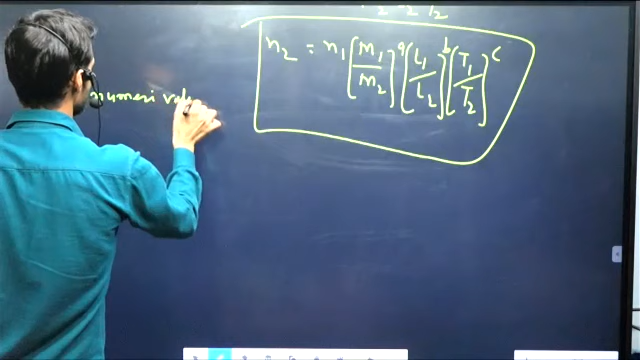 n₂ = n₁ [M₁/M₂]ᵃ [L₁/L₂]ᵇ [T₁/T₂]ᶜ
numeri val